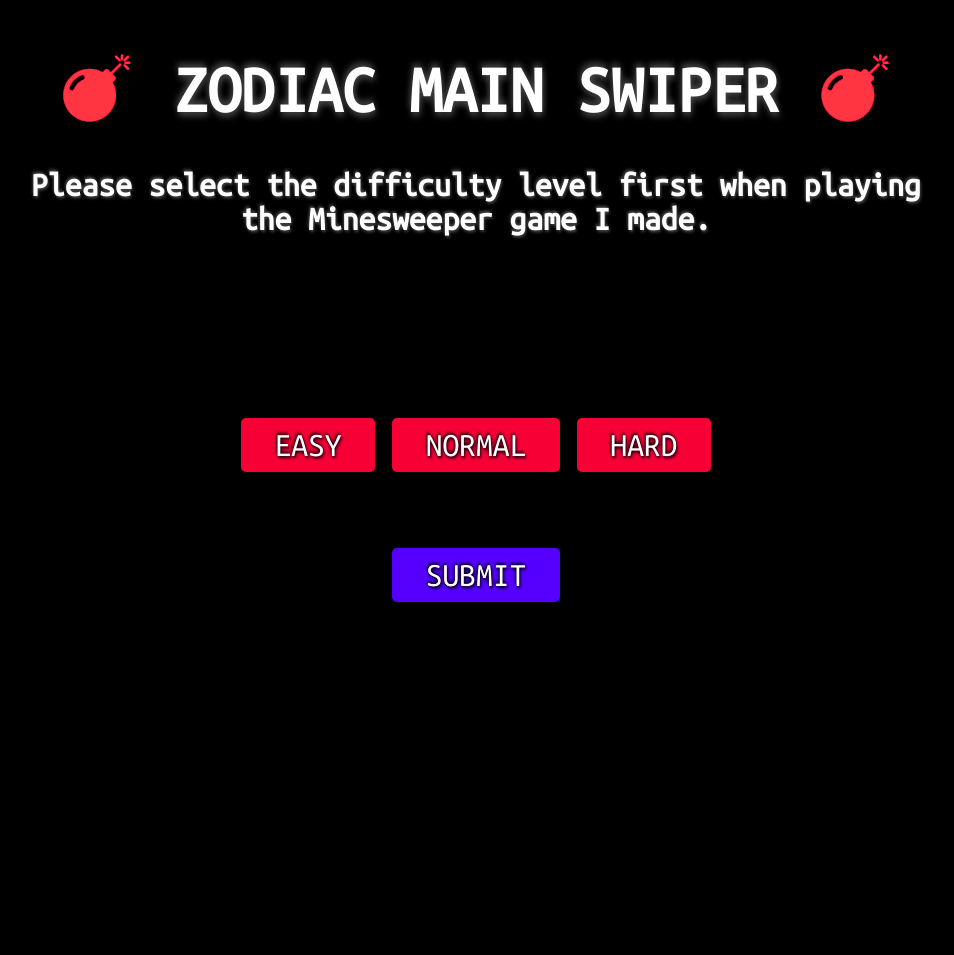 ZODIAC MAIN SWIPER
Please select the difficulty level first when playing
the Minesweeper game I made.
EASY NORMAL HARD
SUBMIT